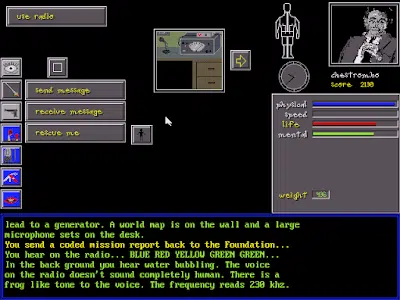 use radio
send message
receive message
rescue me
chestrombo
score 2130
physical
speed
life
mental
weight
lead to a generator. A world map is on the wall and a large
microphone sets on the desk.
You send a coded mission report back to the Foundation...
You hear on the radio... BLUE RED YELLOW GREEN GREEN...
In the back ground you hear water bubbling. The voice
on the radio doesn't sound completely human. There is a
frog like tone to the voice. The frequency reads 230 khz.